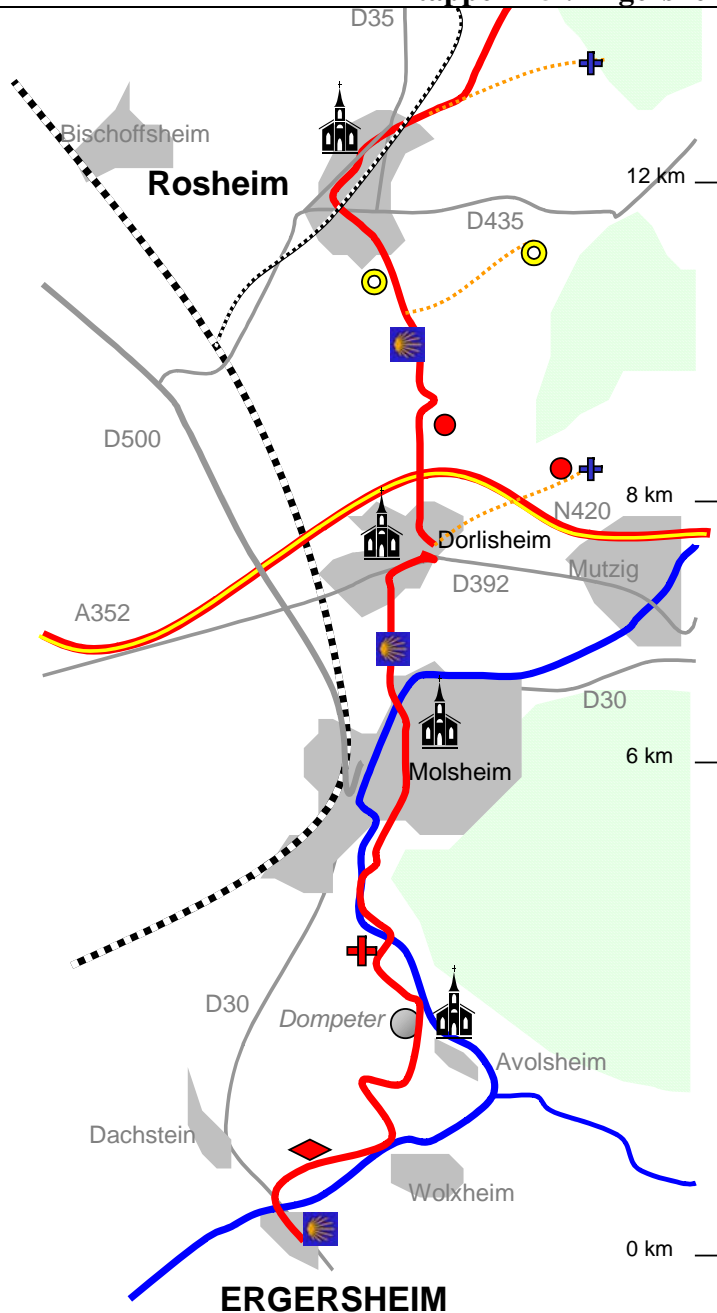 D35
Bischoffsheim
Rosheim
12 km
D435
D500
8 km
N420
Dorlisheim
Mutzig
D392
A352
D30
6 km
Molsheim
D30
Dompeter
Avolsheim
Dachstein
Wolxheim
0 km
ERGERSHEIM